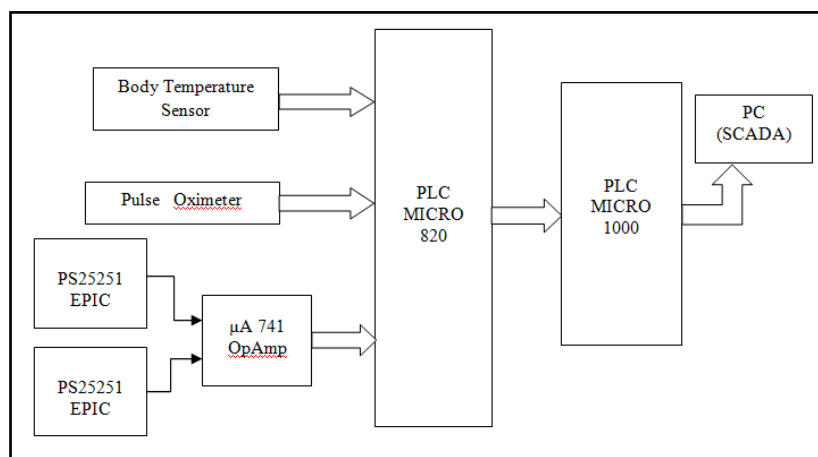 Body Temperature
Sensor
Pulse Oximeter
PS25251
EPIC
PS25251
EPIC
µA 741
OpAmp
PLC
MICRO
820
PLC
MICRO
1000
PC
(SCADA)